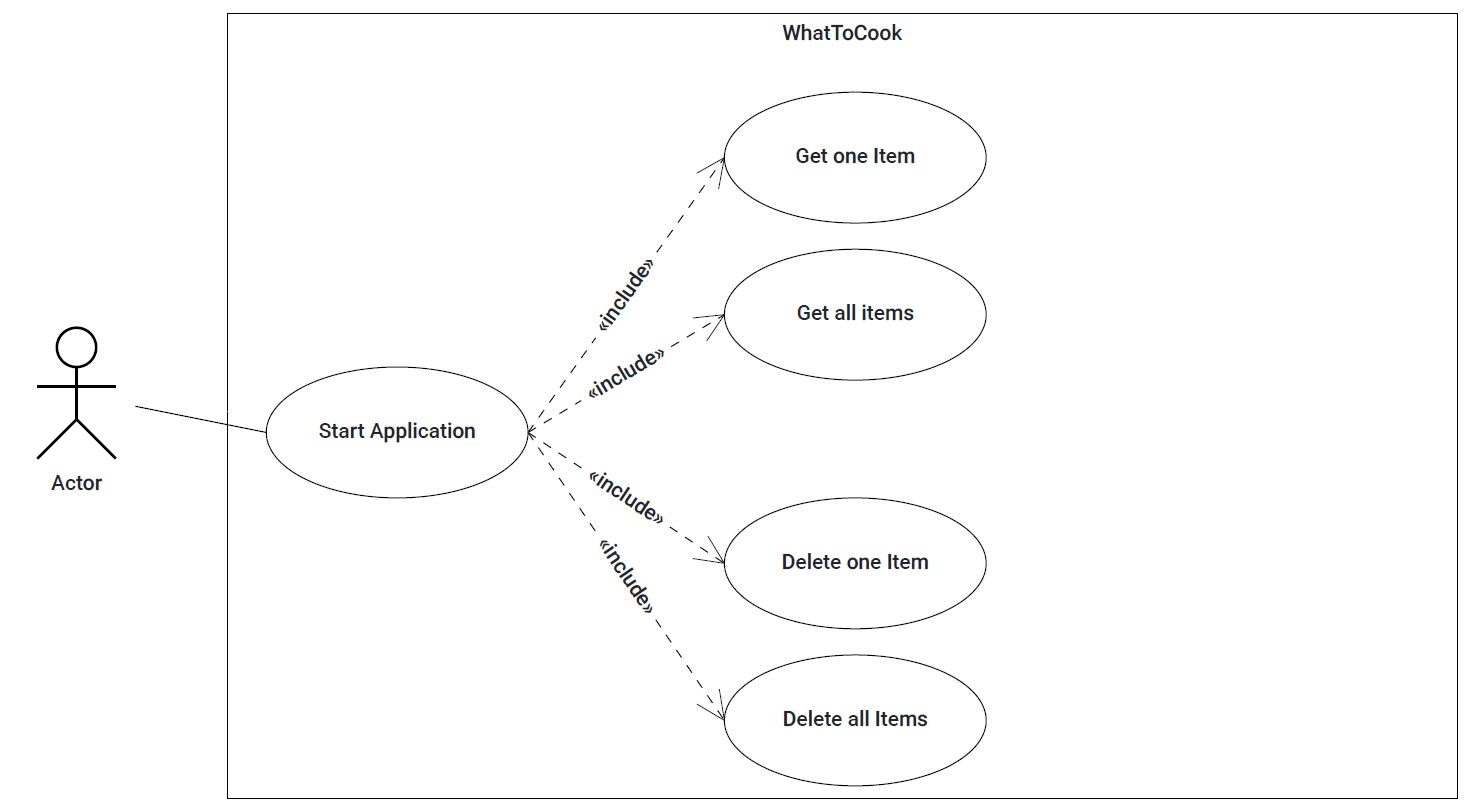 WhatToCook
Get one Item
«include»
Get all items
«include»
Start Application
Actor
«include»
Delete one Item
«include»
Delete all Items